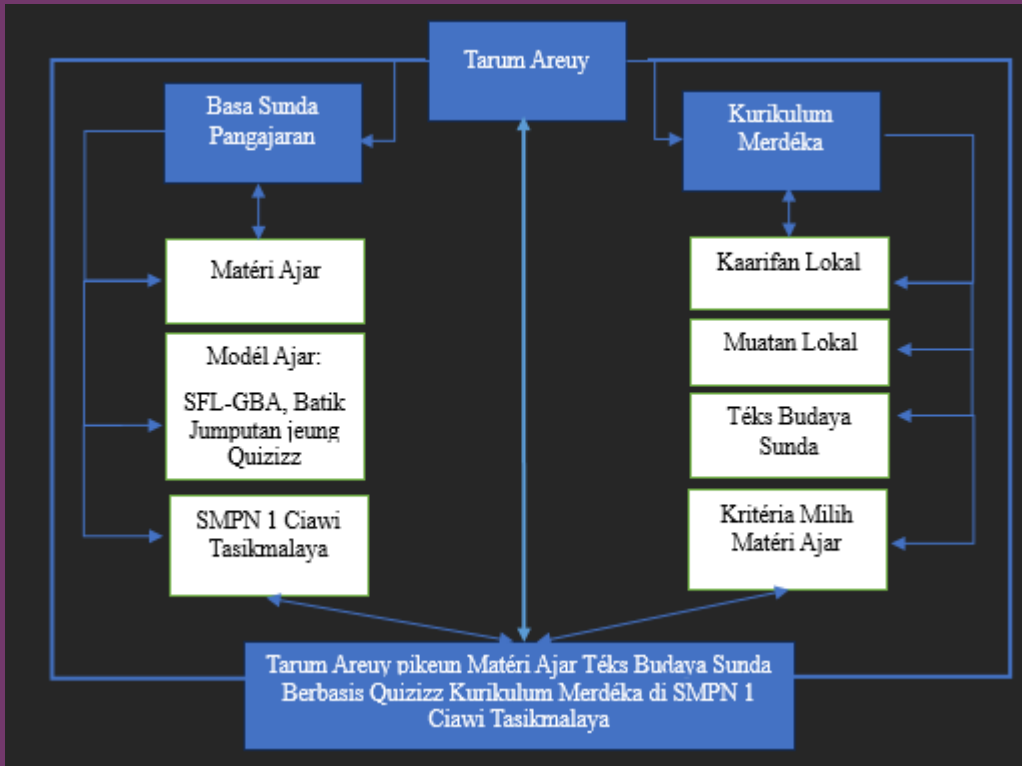 Tarum Areuy
Basa Sunda
Pangajaran
Kurikulum
Merdéka
Matéri Ajar
Modél Ajar:
SFL-GBA, Batik
Jumputan jeung
Quizizz
SMPN 1 Ciawi
Tasikmalaya
Kaarifan Lokal
Muatan Lokal
Téks Budaya
Sunda
Kritéria Milih
Matéri Ajar
Tarum Areuy pikeun Matéri Ajar Téks Budaya Sunda
Berbasis Quizizz Kurikulum Merdéka di SMPN 1
Ciawi Tasikmalaya